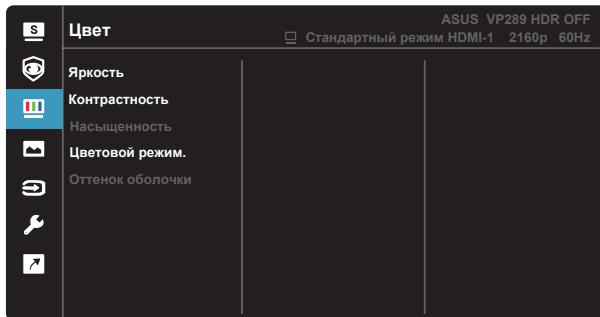 S
Цвет
ASUS VP289 HDR OFF
Стандартный режим HDMI-1 2160p 60Hz
Яркость
Контрастность
Насыщенность
Цветовой режим.
Оттенок оболочки